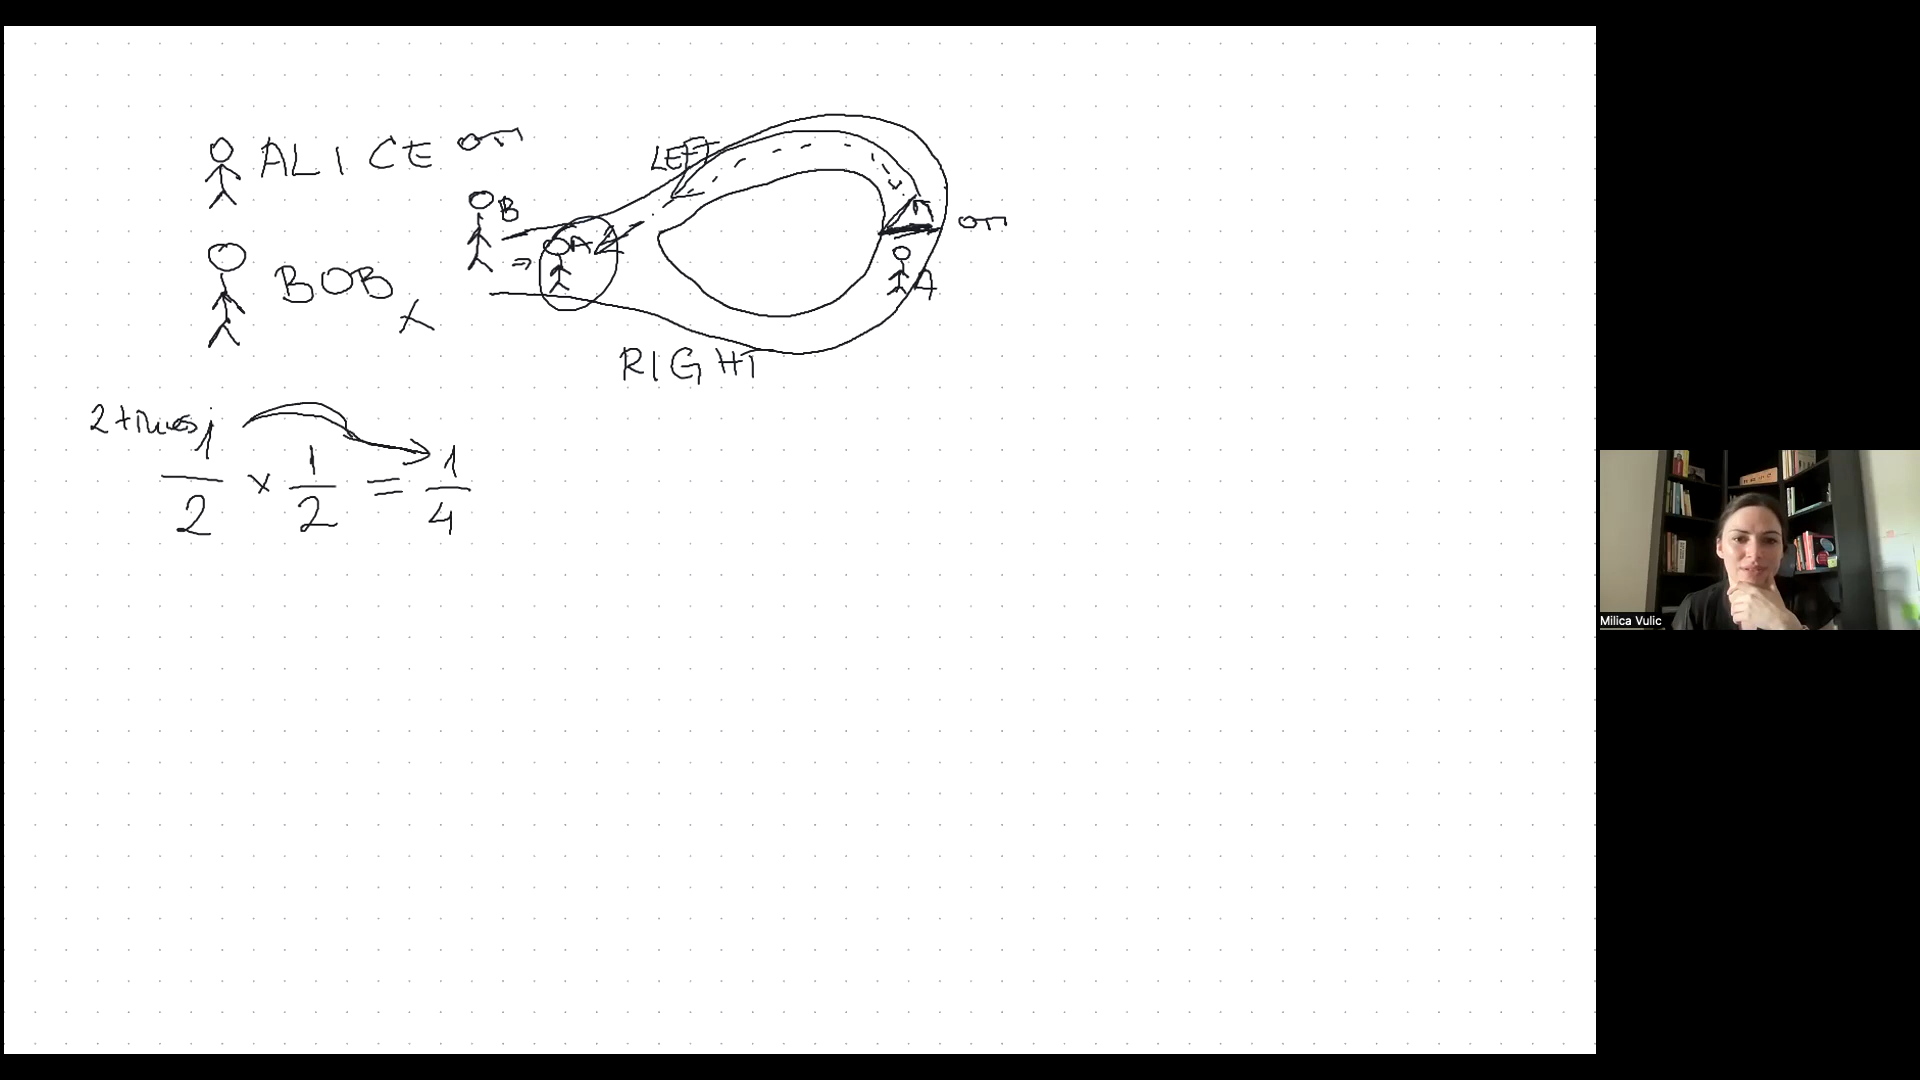 ALICE
LEFT
B
A
BOB
A
RIGHT
2 times
1/2 x 1/2 = 1/4
Milica Vulic